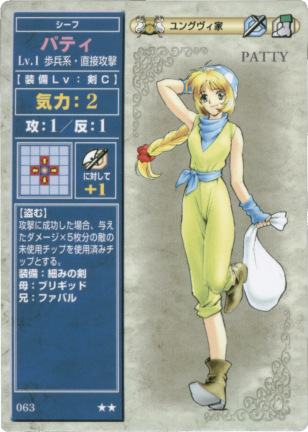 シーフ
パティ
Lv.1 歩兵系・直接攻撃
【装備Lv：剣C】
気力：2
攻：1／反：1
に対して
+1
【盗む】
攻撃に成功した場合、与え
たダメージ×5枚分の敵の
未使用チップを使用済みチ
ップとする。
装備：細みの剣
母：ブリギッド
兄：ファバル
063
★★
ユングヴィ家
PATTY